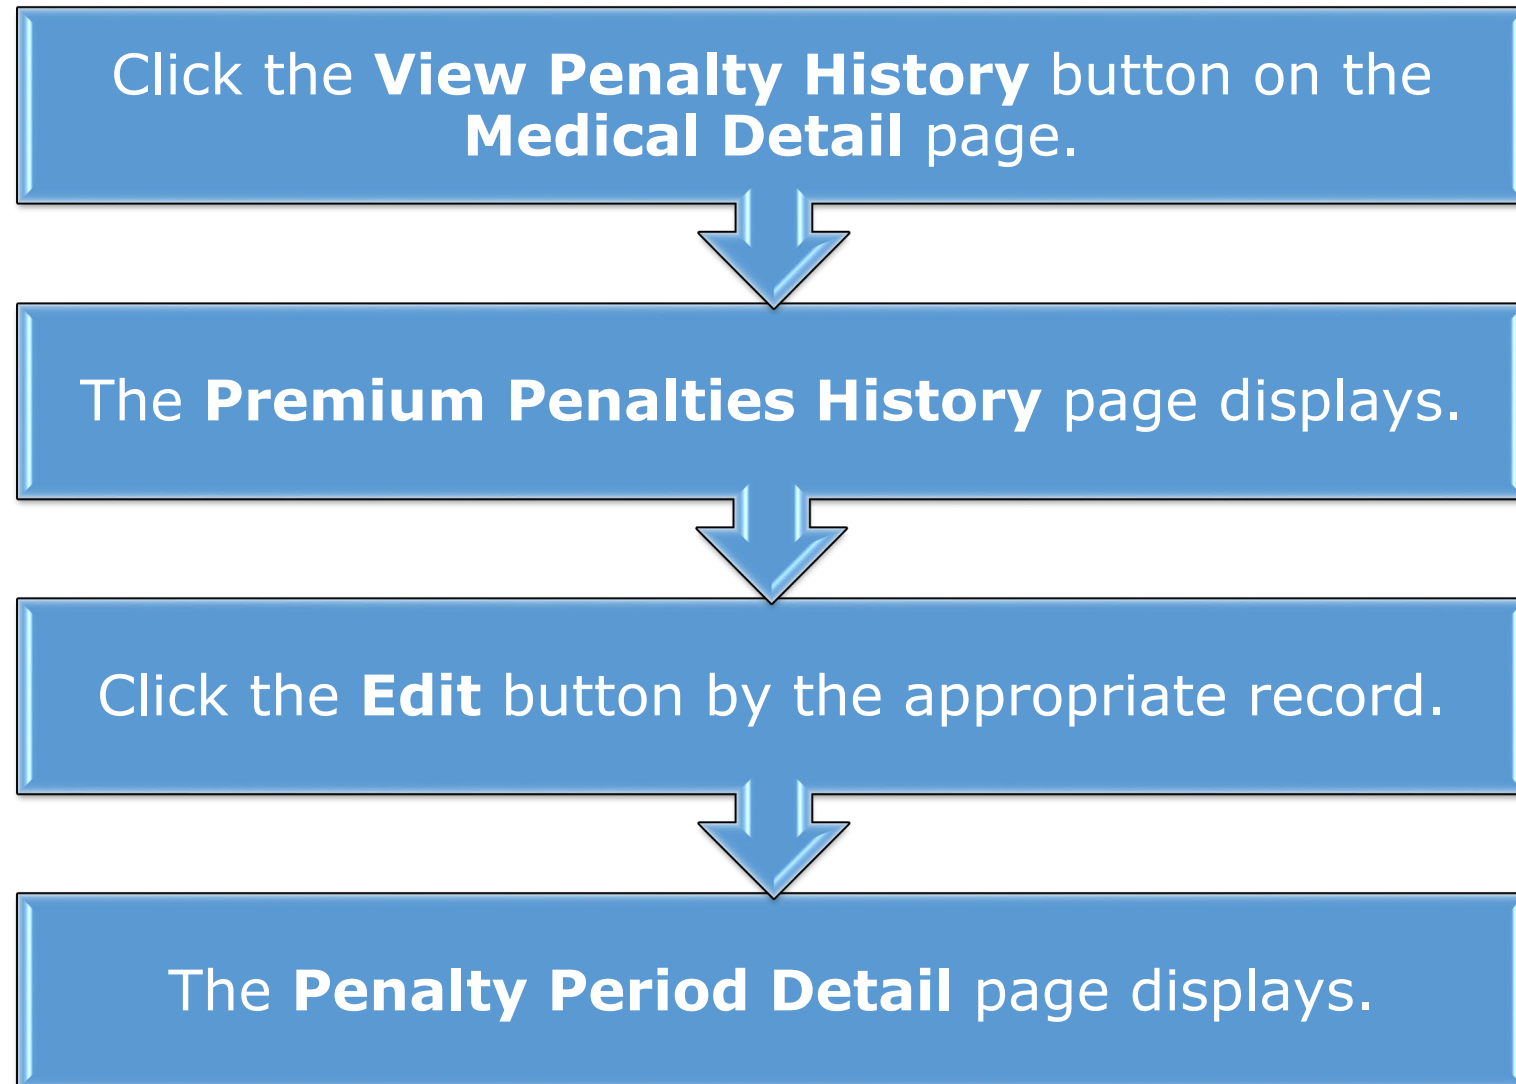 Click the View Penalty History button on the
Medical Detail page.
The Premium Penalties History page displays.
Click the Edit button by the appropriate record.
The Penalty Period Detail page displays.